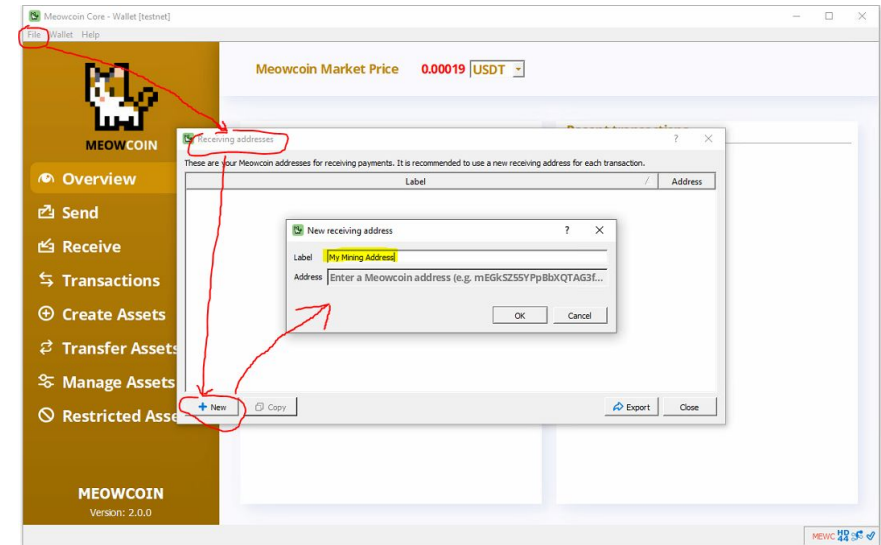 Meowcoin Core - Wallet [testnet]
File Wallet Help
Meowcoin Market Price 0.00019 USDT
MEOWCOIN
Overview
Send
Receive
Transactions
Create Assets
Transfer Assets
Manage Assets
Restricted Asse
MEOWCOIN
Version: 2.0.0
Receiving addresses ?
These are your Meowcoin addresses for receiving payments. It is recommended to use a new receiving address for each transaction.
Label Address
New receiving address ?
Label My Mining Address
Address Enter a Meowcoin address (e.g. mEGkSZ55YPpBbXQTAG3f...
OK Cancel
New Copy Export Close
MEWC HD 44